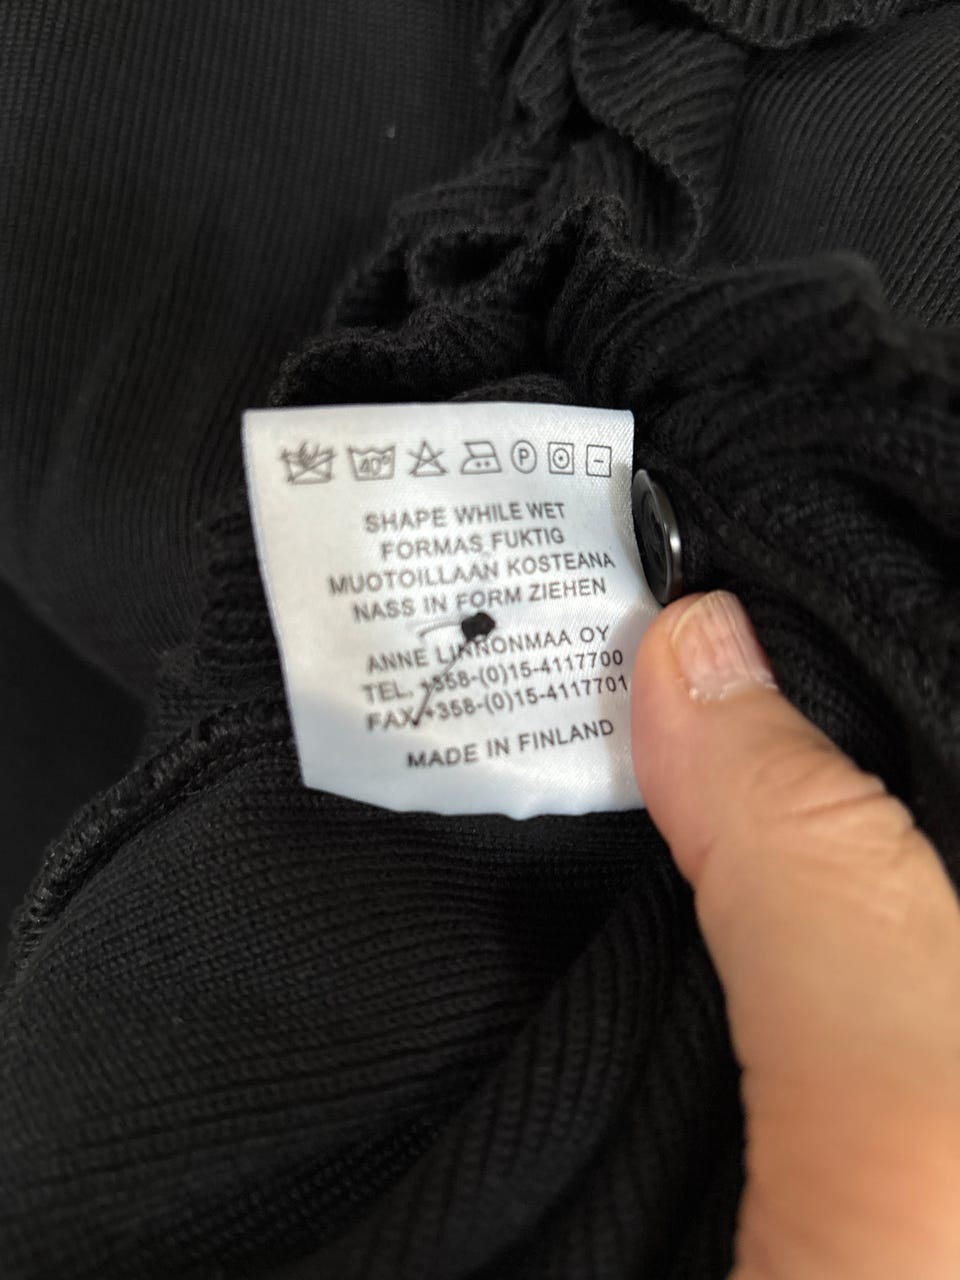 40°
P
SHAPE WHILE WET
FORMAS FUKTIG
MUOTOILLAAN KOSTEANA
NASS IN FORM ZIEHEN
ANNE LINNONMAA OY
TEL. +358-(0)15-4117700
FAX +358-(0)15-4117701
MADE IN FINLAND